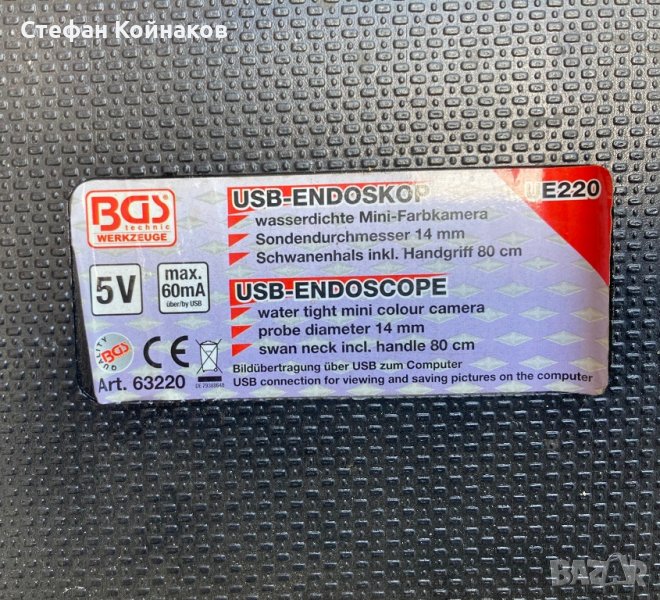 Стефан Койнаков
BGS
technic
WERKZEUGE
USB-ENDOSKOP
UE220
wasserdichte Mini-Farbkamera
Sondendurchmesser 14 mm
Schwanenhals inkl. Handgriff 80 cm
5V
max.
60mA
über/by USB
USB-ENDOSCOPE
water tight mini colour camera
probe diameter 14 mm
swan neck incl. handle 80 cm
QUALITY
BGS
CE
Art. 63220
Bildübertragung über USB zum Computer
USB connection for viewing and saving pictures on the computer
BAZAR